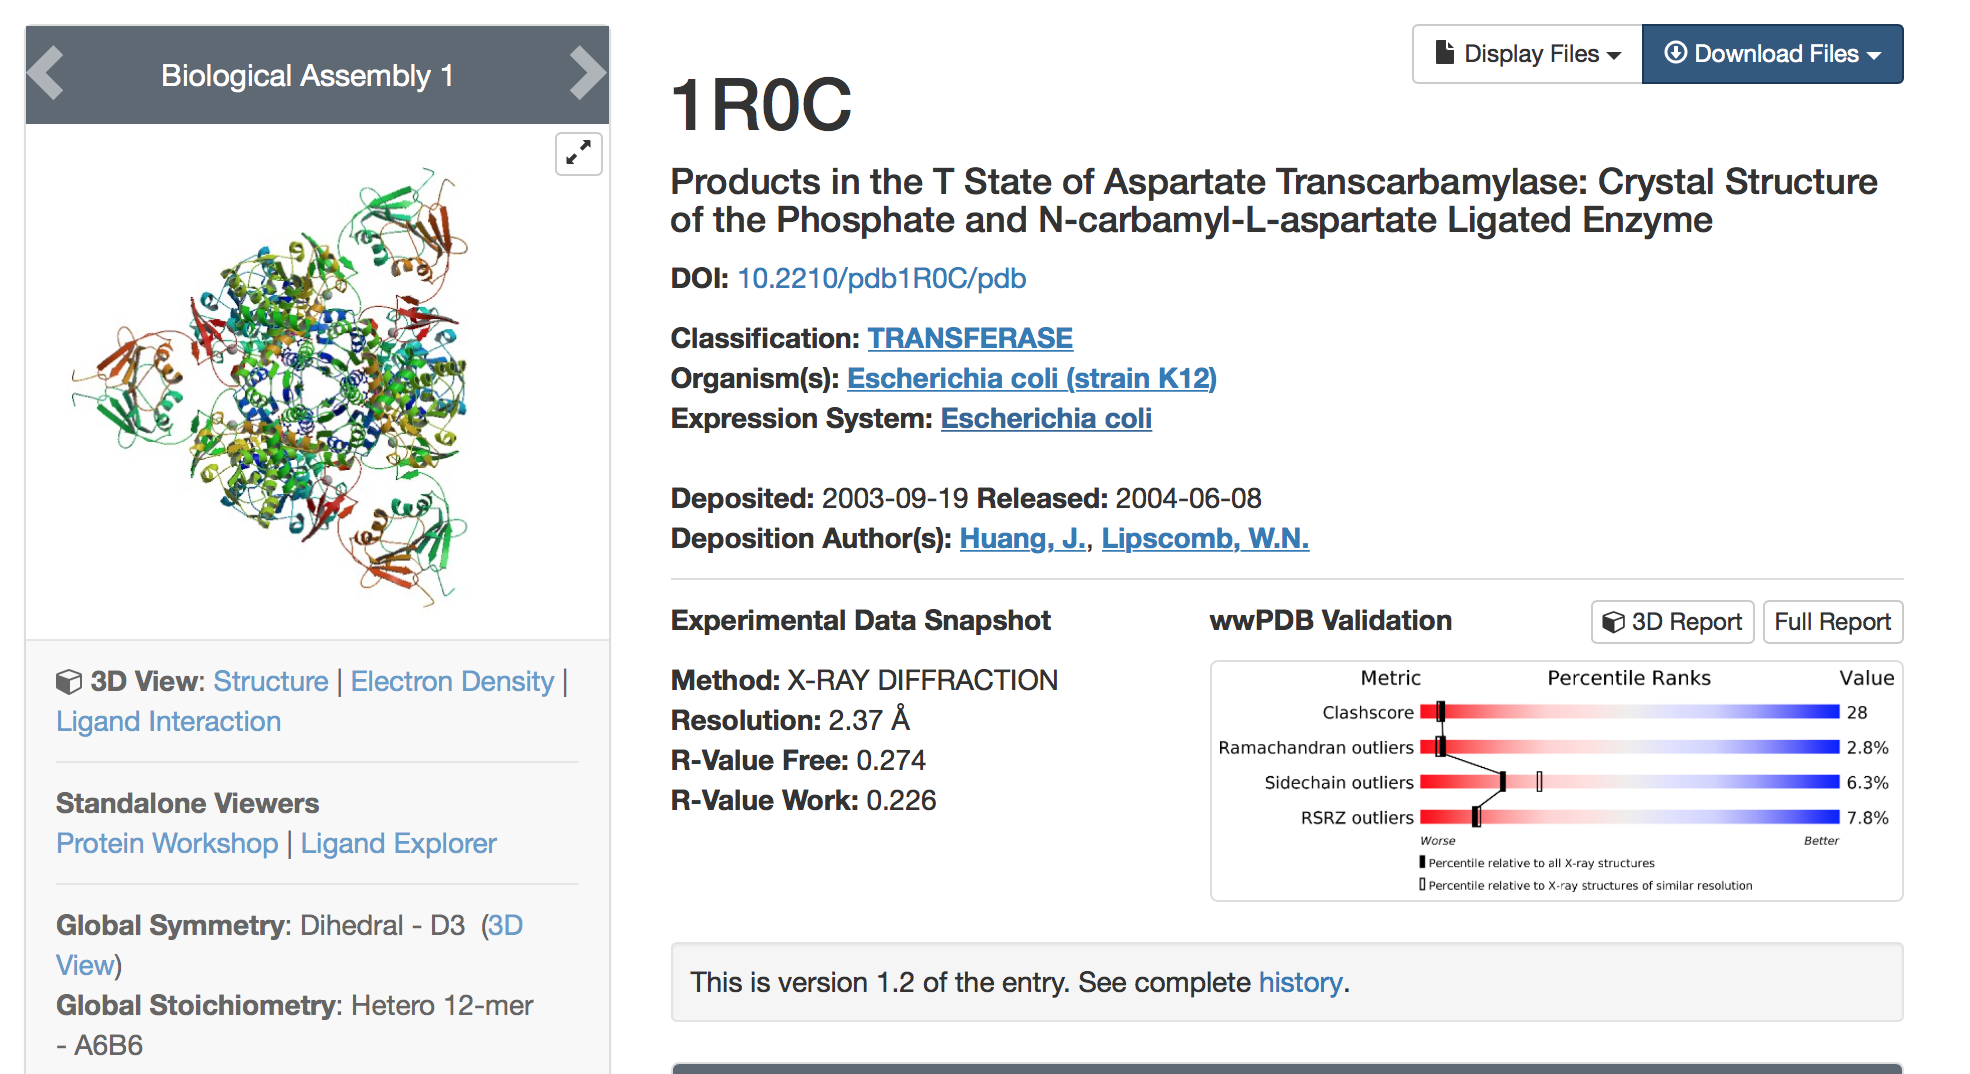 Biological Assembly 1
3D View: Structure | Electron Density |
Ligand Interaction
Standalone Viewers
Protein Workshop | Ligand Explorer
Global Symmetry: Dihedral - D3 (3D
View)
Global Stoichiometry: Hetero 12-mer
- A6B6
Display Files
Download Files
1R0C
Products in the T State of Aspartate Transcarbamylase: Crystal Structure
of the Phosphate and N-carbamyl-L-aspartate Ligated Enzyme
DOI: 10.2210/pdb1R0C/pdb
Classification: TRANSFERASE
Organism(s): Escherichia coli (strain K12)
Expression System: Escherichia coli
Deposited: 2003-09-19 Released: 2004-06-08
Deposition Author(s): Huang, J., Lipscomb, W.N.
Experimental Data Snapshot
Method: X-RAY DIFFRACTION
Resolution: 2.37 Å
R-Value Free: 0.274
R-Value Work: 0.226
wwPDB Validation
3D Report
Full Report
Metric Percentile Ranks Value
Clashscore 28
Ramachandran outliers 2.8%
Sidechain outliers 6.3%
RSRZ outliers 7.8%
Worse Better
Percentile relative to all X-ray structures
Percentile relative to X-ray structures of similar resolution
This is version 1.2 of the entry. See complete history.